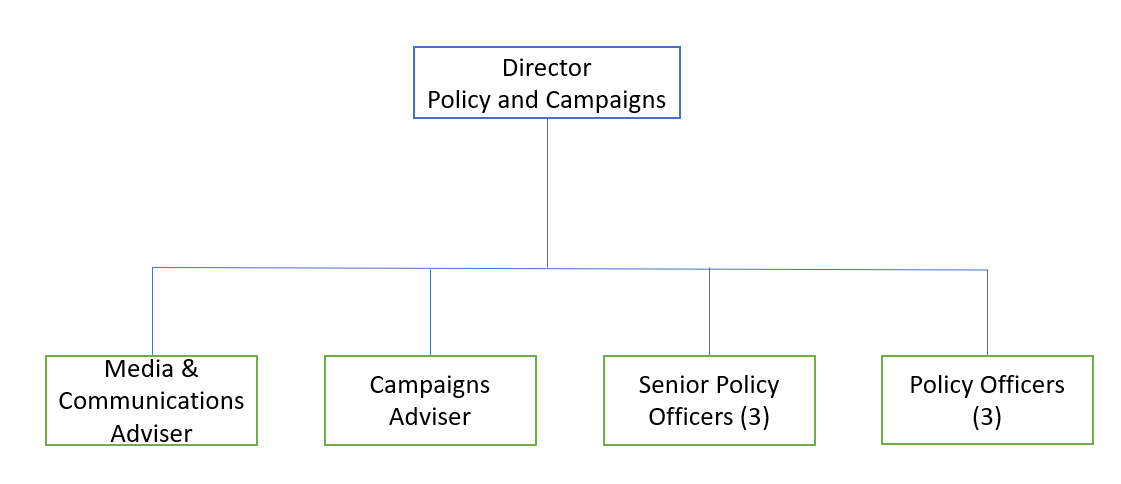 Director
Policy and Campaigns
Media &
Communications
Adviser
Campaigns
Adviser
Senior Policy
Officers (3)
Policy Officers
(3)